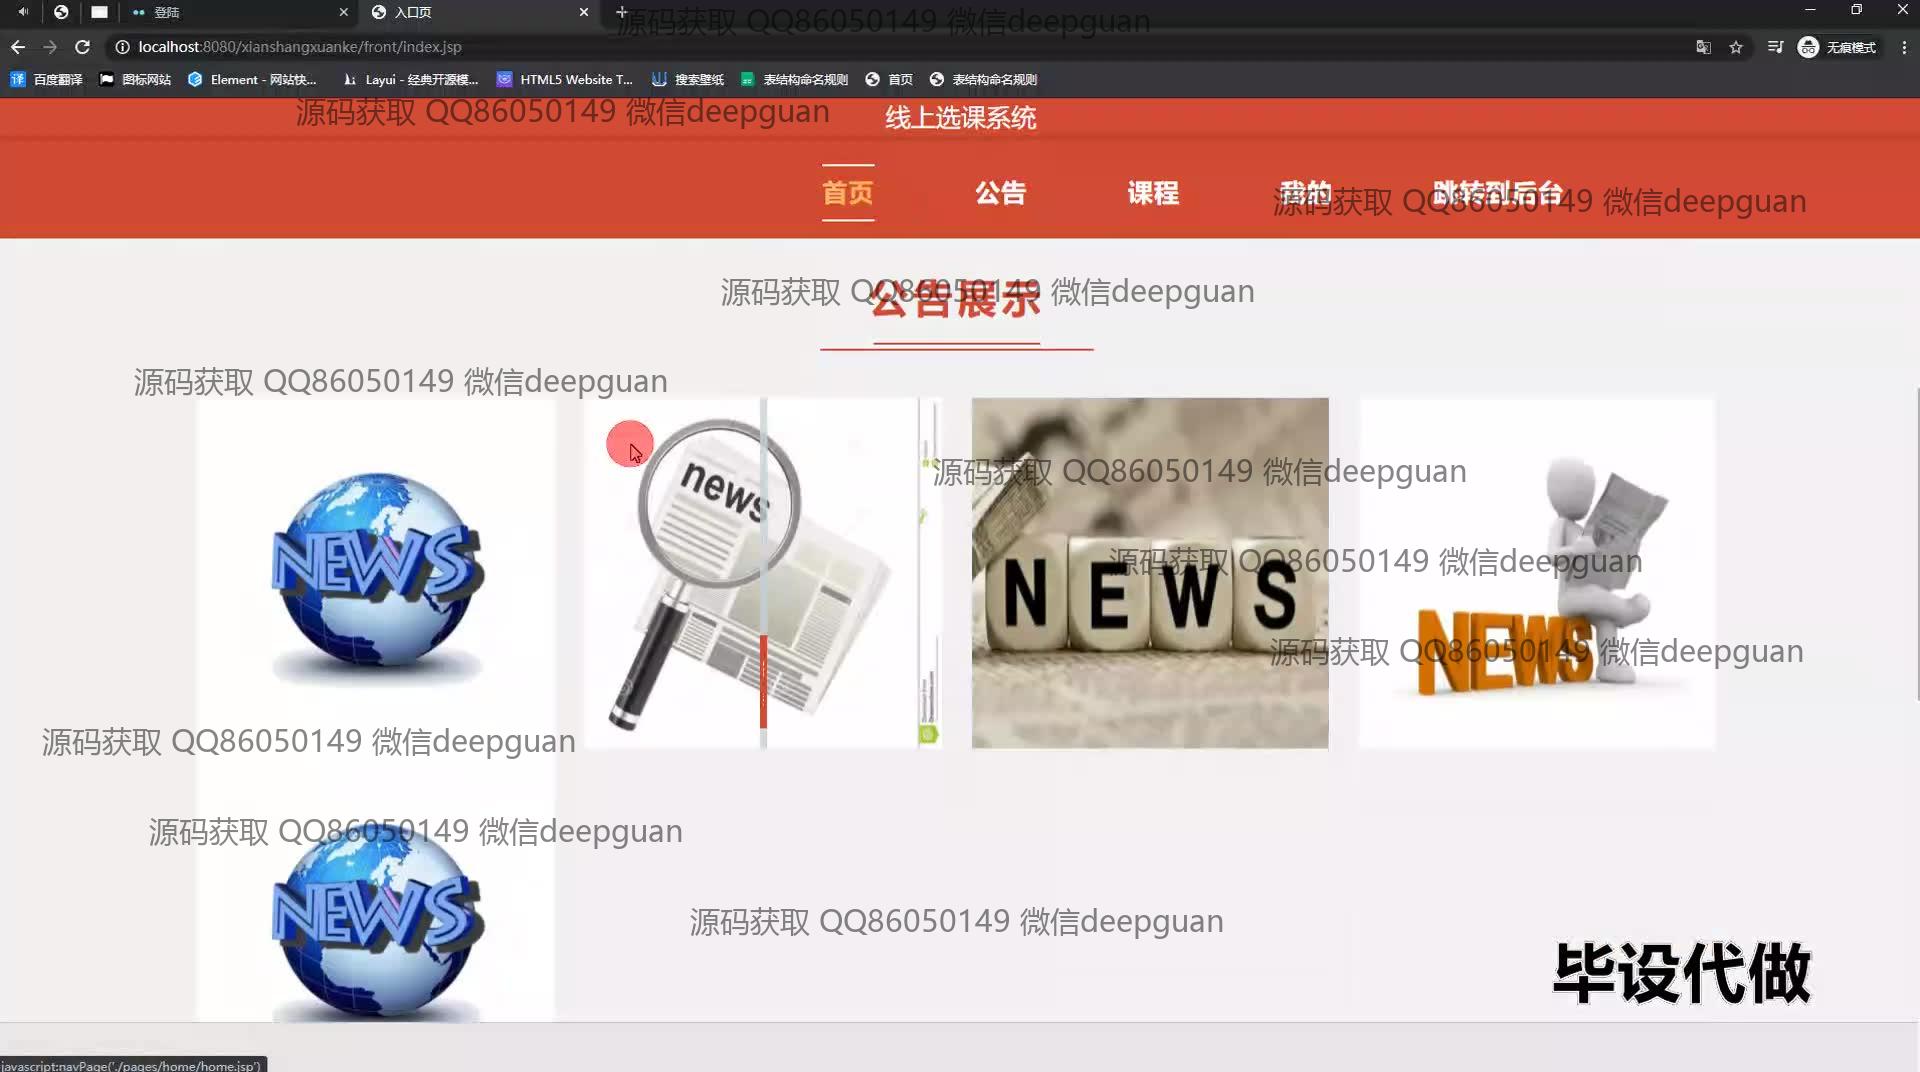 登陆
入口页
源码获取 QQ86050149 微信deepguan
localhost:8080/xianshangxuanke/front/index.jsp
无痕模式
百度翻译
图标网站
Element - 网站快...
Layui - 经典开源模...
HTML5 Website T...
搜索壁纸
表结构命名规则
首页
表结构命名规则
源码获取 QQ86050149 微信deepguan
线上选课系统
首页
公告
课程
我的
跳转到后台
源码获取 QQ86050149 微信deepguan
公告展示
源码获取 QQ86050149 微信deepguan
源码获取 QQ86050149 微信deepguan
news
源码获取 QQ86050149 微信deepguan
NEWS
NEWS
源码获取 QQ86050149 微信deepguan
NEWS
源码获取 QQ86050149 微信deepguan
源码获取 QQ86050149 微信deepguan
源码获取 QQ86050149 微信deepguan
NEWS
源码获取 QQ86050149 微信deepguan
毕设代做
javascript:navPage('./pages/home/home.jsp')